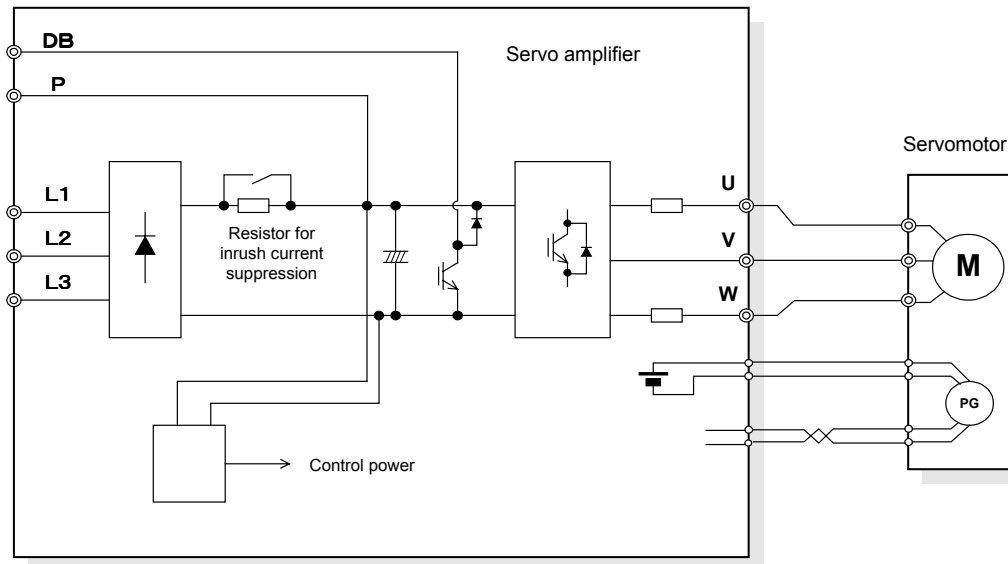 DB
Servo amplifier
P
Servomotor
L1
U
Resistor for
inrush current
suppression
L2
V
M
L3
W
PG
Control power